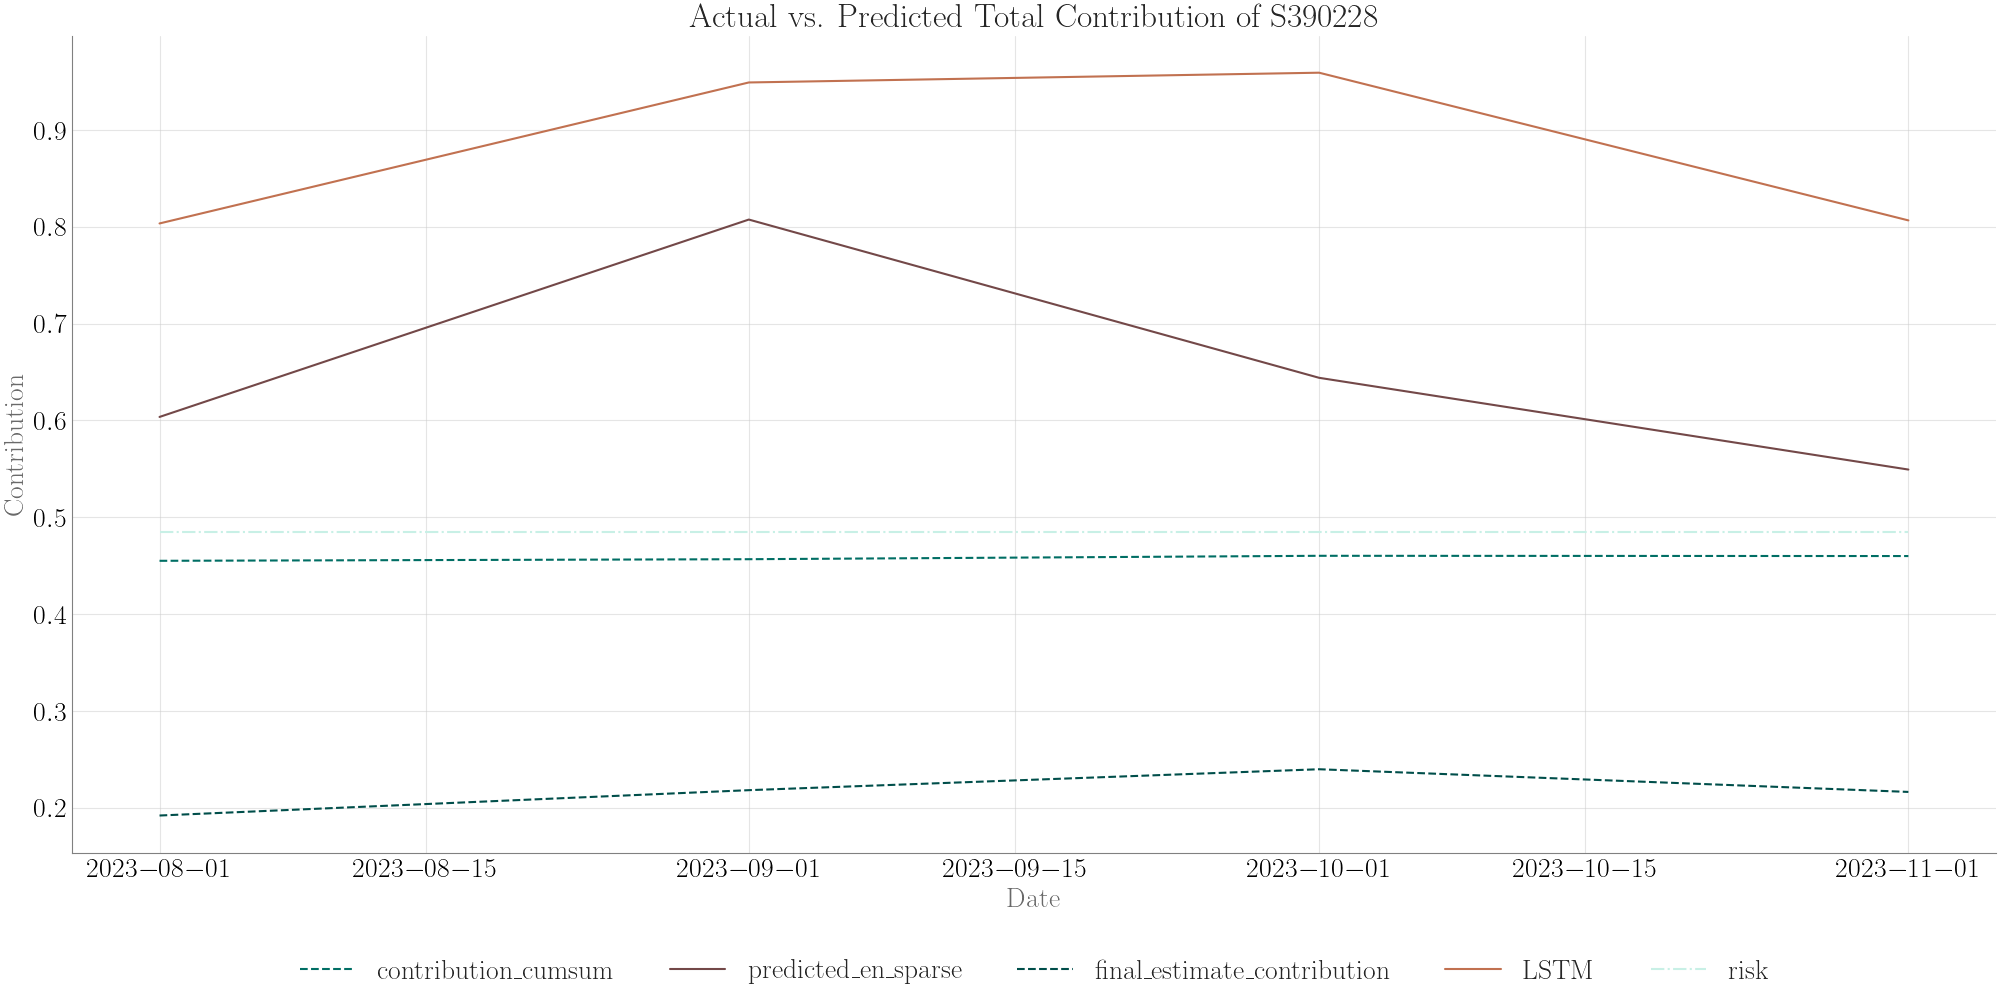 Actual vs. Predicted Total Contribution of S390228
Contribution
0.9
0.8
0.7
0.6
0.5
0.4
0.3
0.2
2023−08−01 2023−08−15 2023−09−01 2023−09−15 2023−10−01 2023−10−15 2023−11−01
Date
contribution_cumsum predicted_en_sparse final_estimate_contribution LSTM risk